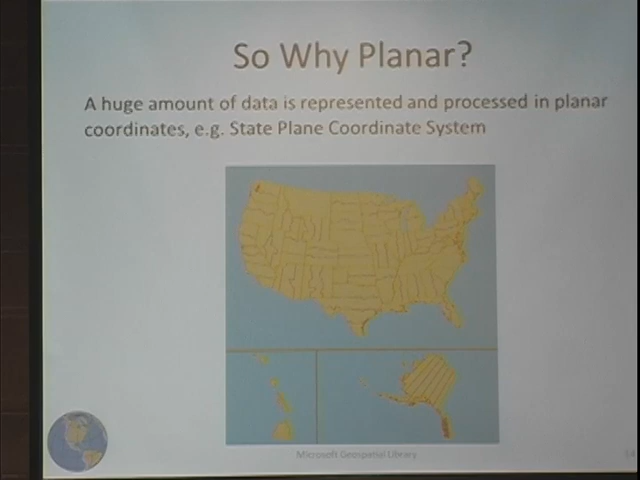 So Why Planar?
A huge amount of data is represented and processed in planar
coordinates, e.g. State Plane Coordinate System
Microsoft Geospatial Library